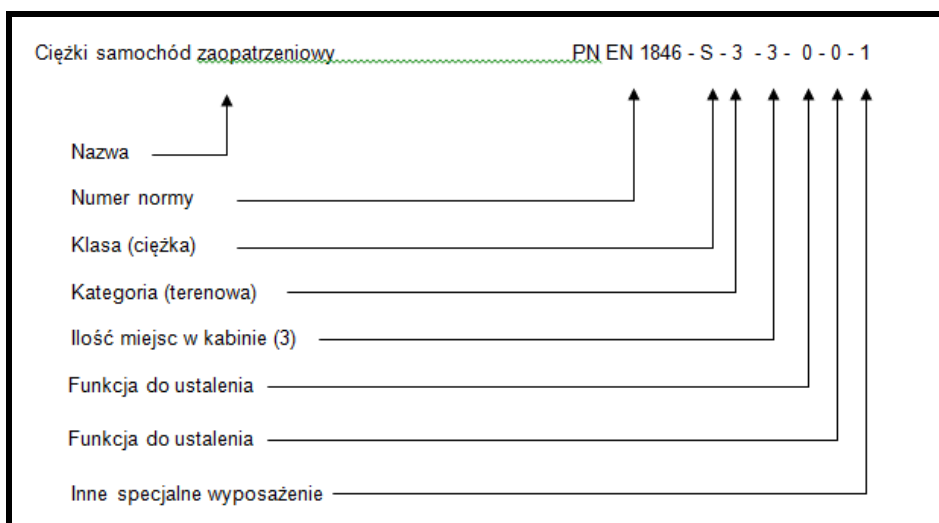 Ciężki samochód zaopatrzeniowy PN EN 1846 - S - 3 - 3 - 0 - 0 - 1
Nazwa
Numer normy
Klasa (ciężka)
Kategoria (terenowa)
Ilość miejsc w kabinie (3)
Funkcja do ustalenia
Funkcja do ustalenia
Inne specjalne wyposażenie